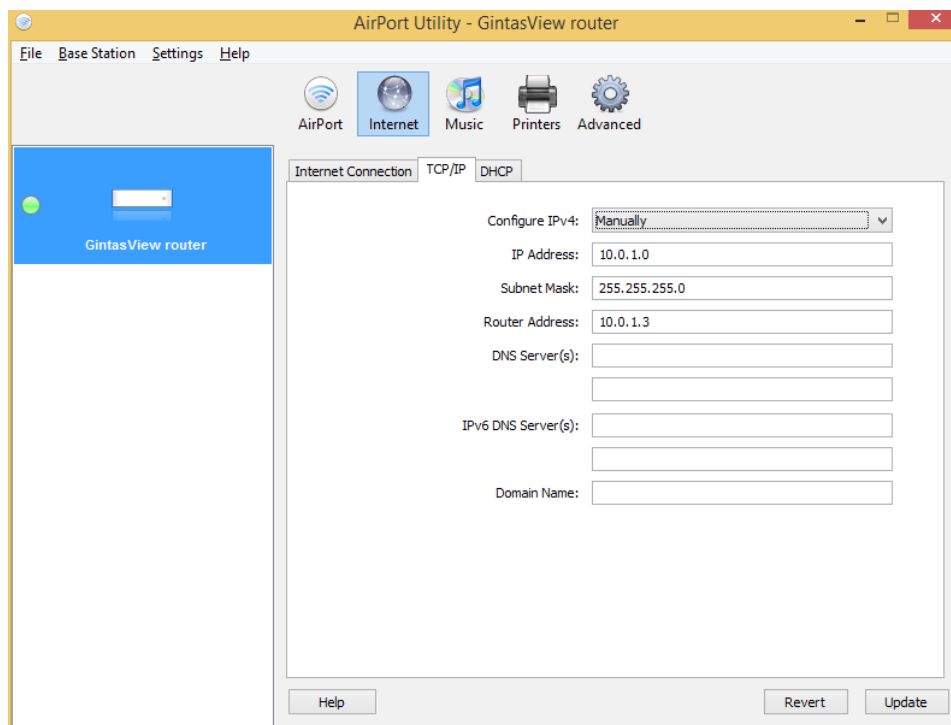 AirPort Utility - GintasView router
File Base Station Settings Help
AirPort Internet Music Printers Advanced
GintasView router
Internet Connection TCP/IP DHCP
Configure IPv4: Manually
IP Address: 10.0.1.0
Subnet Mask: 255.255.255.0
Router Address: 10.0.1.3
DNS Server(s):
IPv6 DNS Server(s):
Domain Name:
Help Revert Update